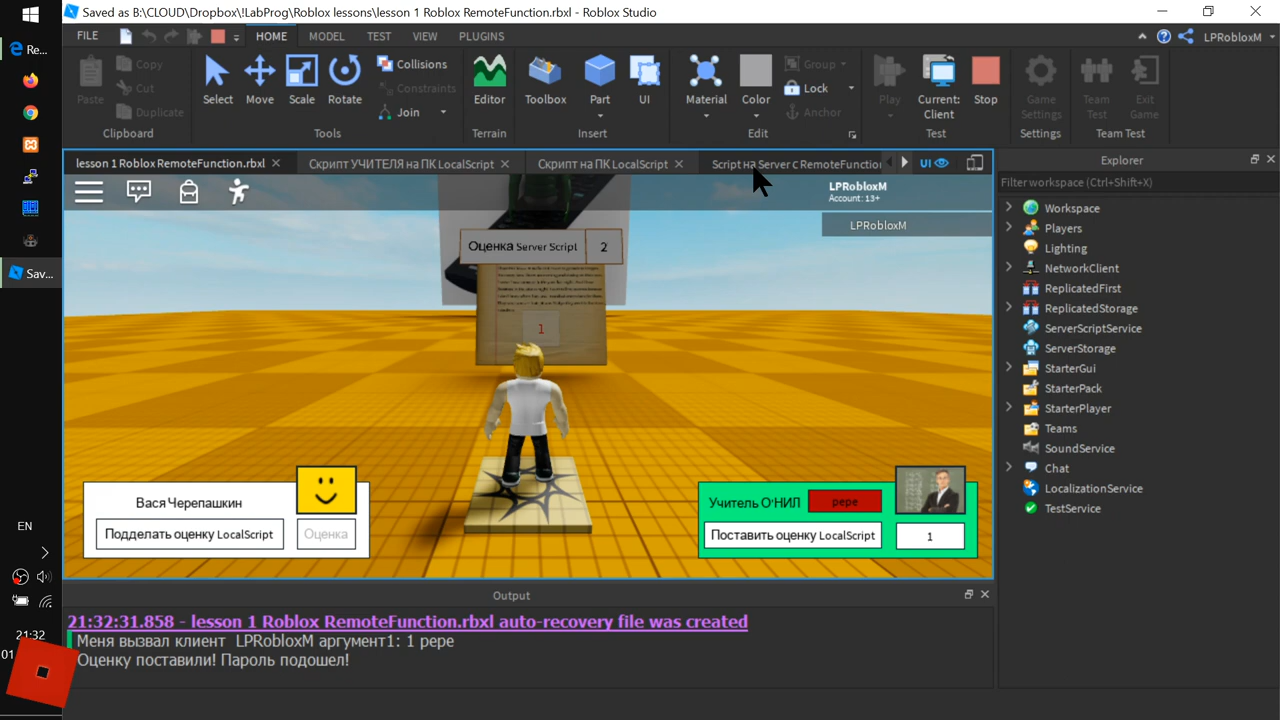 Saved as B:\CLOUD\Dropbox\!LabProg\Roblox lessons\lesson 1 Roblox RemoteFunction.rbxl - Roblox Studio
FILE HOME MODEL TEST VIEW PLUGINS LPRobloxM
Paste Copy Cut Duplicate
Clipboard
Select Move Scale Rotate Collisions Constraints Join
Tools
Editor
Terrain
Toolbox Part UI
Insert
Material Color Group Lock Anchor
Edit
Play Current: Client Stop
Test
Game Settings
Settings
Team Test Exit Game
Team Test
lesson 1 Roblox RemoteFunction.rbxl
Скрипт УЧИТЕЛЯ на ПК LocalScript
Скрипт на ПК LocalScript
Script на Server с RemoteFunction
UI
LPRobloxM
Account: 13+
LPRobloxM
Оценка Server Script 2
1
Вася Черепашкин
Подделать оценку LocalScript Оценка
Учитель О'НИЛ pepe
Поставить оценку LocalScript 1
Explorer
Filter workspace (Ctrl+Shift+X)
Workspace
Players
Lighting
NetworkClient
ReplicatedFirst
ReplicatedStorage
ServerScriptService
ServerStorage
StarterGui
StarterPack
StarterPlayer
Teams
SoundService
Chat
LocalizationService
TestService
Output
21:32:31.858 - lesson 1 Roblox RemoteFunction.rbxl auto-recovery file was created
Меня вызвал клиент LPRobloxM аргумент1: 1 pepe
Оценку поставили! Пароль подошел!
Re...
Sav...
EN
21:32
01